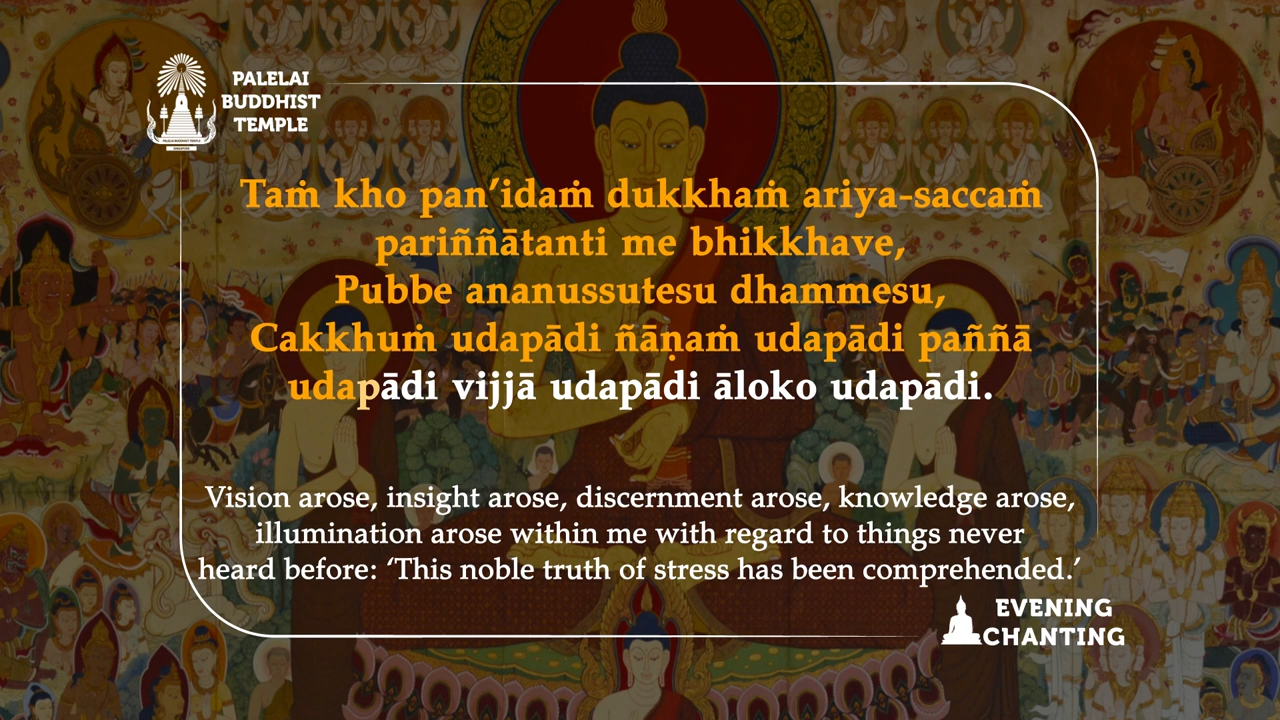 PALELAI
BUDDHIST
TEMPLE
Taṁ kho pan’idaṁ dukkhaṁ ariya-saccaṁ
pariññātanti me bhikkhave,
Pubbe ananussutesu dhammesu,
Cakkhuṁ udapādi ñāṇaṁ udapādi paññā
udapādi vijjā udapādi āloko udapādi.
Vision arose, insight arose, discernment arose, knowledge arose,
illumination arose within me with regard to things never
heard before: ‘This noble truth of stress has been comprehended.’
EVENING
CHANTING